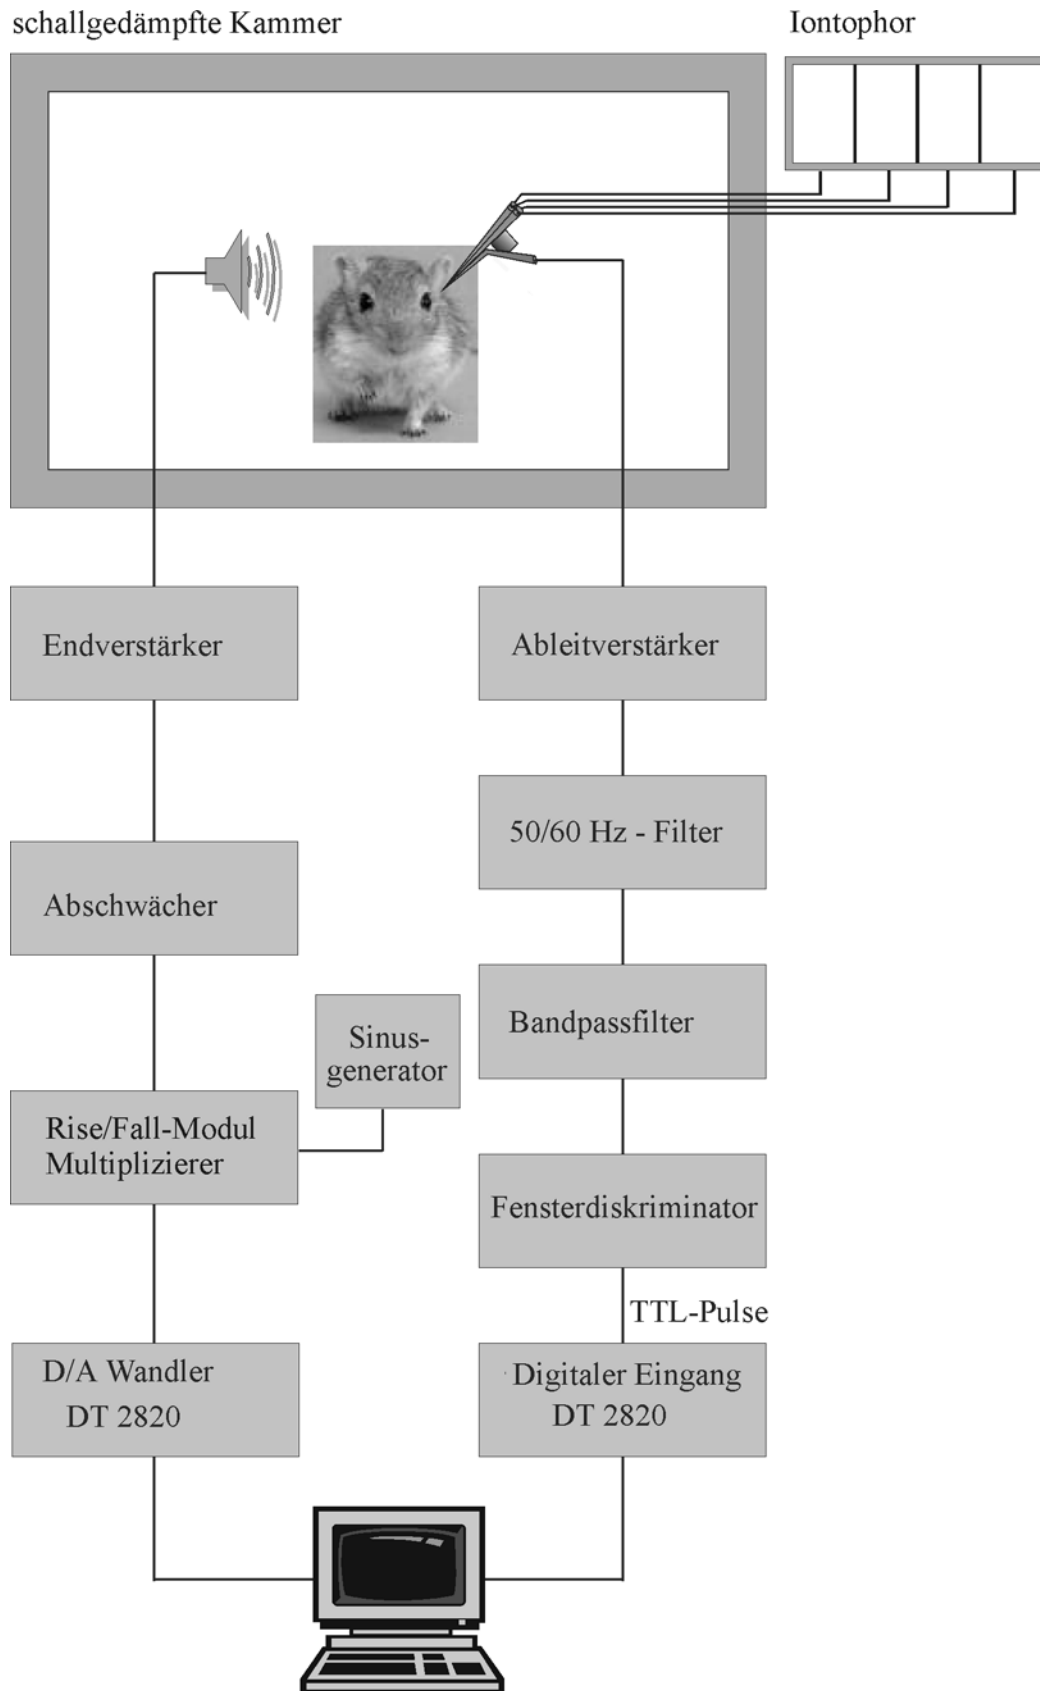 schallgedämpfte Kammer
Iontophor
Endverstärker
Ableitverstärker
50/60 Hz - Filter
Abschwächer
Bandpassfilter
Sinus-
generator
Rise/Fall-Modul
Multiplizierer
Fensterdiskriminator
TTL-Pulse
D/A Wandler
DT 2820
Digitaler Eingang
DT 2820